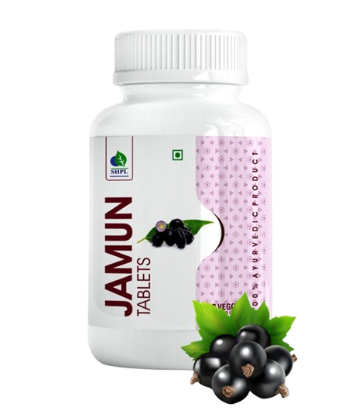 SHPL
JAMUN
TABLETS
100% AYURVEDIC PRODUCT